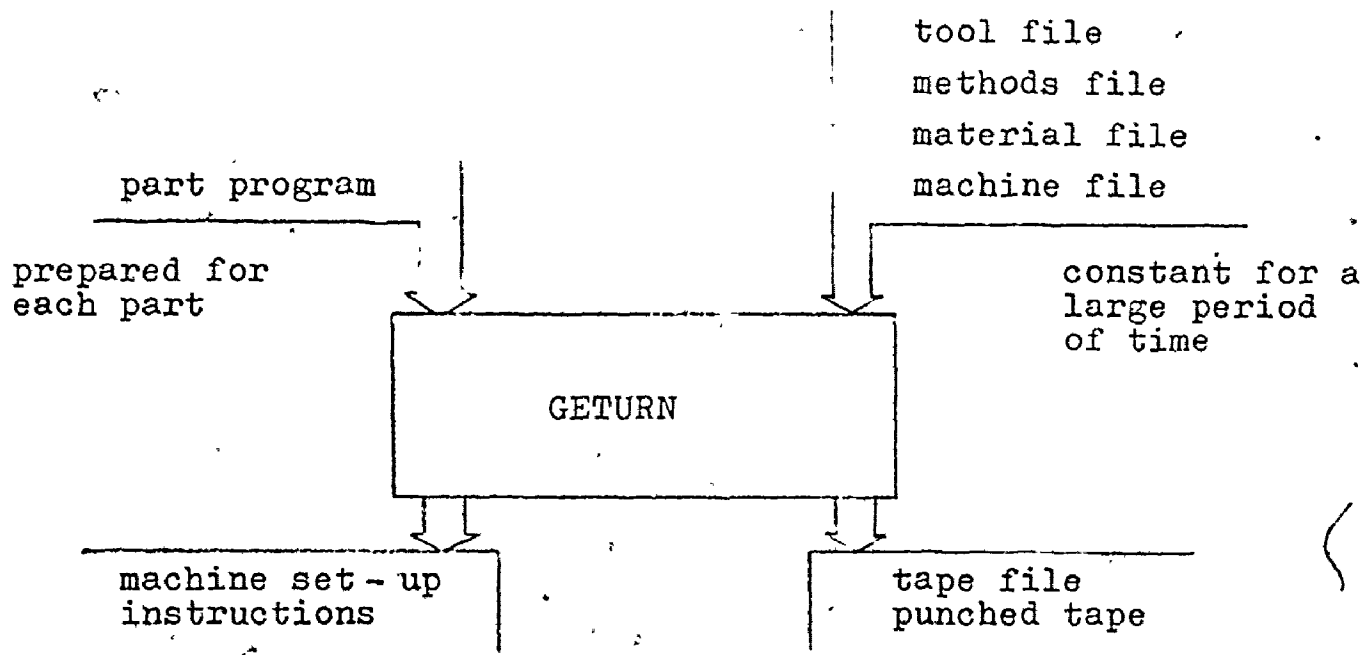 tool file
methods file
material file
machine file
part program
prepared for
each part
constant for a
large period
of time
GETURN
machine set-up
instructions
tape file
punched tape